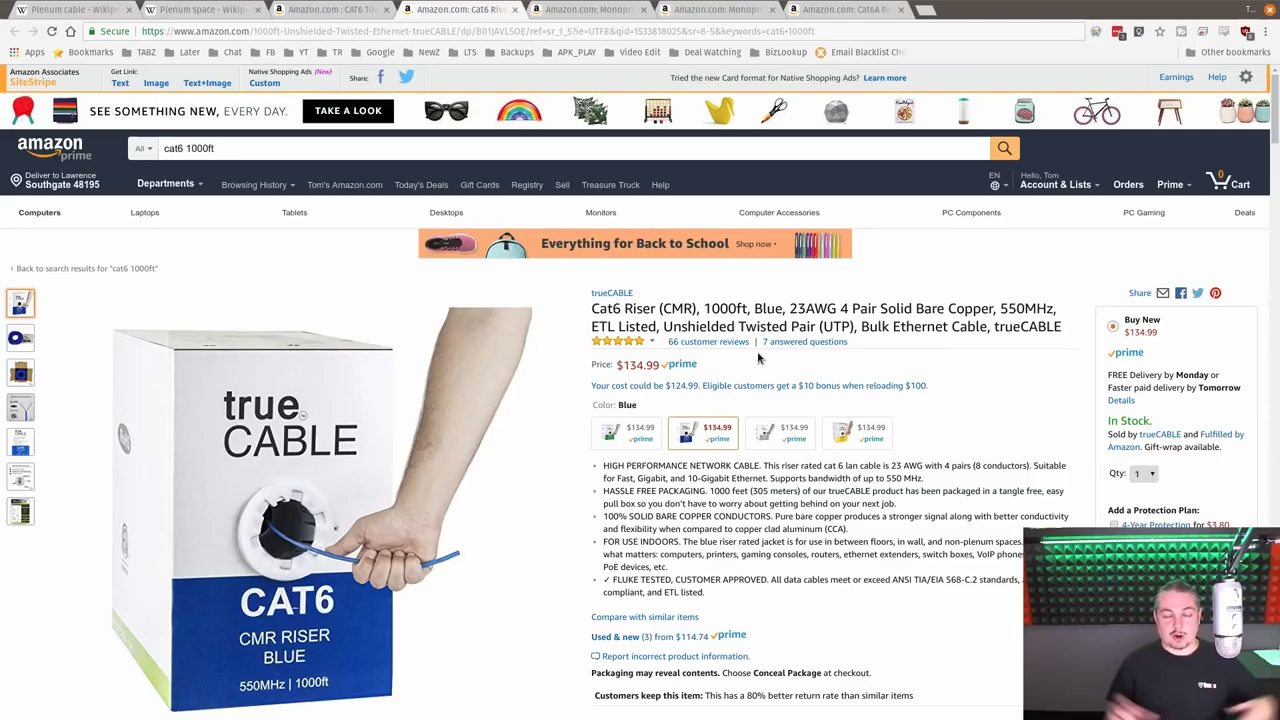 Plenum cable - Wikip
Plenum space - Wikip
Amazon.com : CAT6 10
Amazon.com: Cat6 Ris
Amazon.com: Monopri
Amazon.com: Monopri
Amazon.com: Cat6A R
Secure
https://www.amazon.com/1000ft-Unshielded-Twisted-Ethernet-trueCABLE/dp/B01JAVL5OE/ref=sr_1_5?ie=UTF8&qid=1533818025&sr=8-5&keywords=cat6+1000ft
Apps Bookmarks TABZ Later Chat FB YT TR Google NewZ LTS Backups APK_PLAY Video Edit Deal Watching BizLookup Email Blacklist Che Other bookmarks
Amazon Associates
SiteStripe
Get Link:
Text Image Text+Image
Native Shopping Ads (New)
Custom
Share:
Tried the new Card format for Native Shopping Ads? Learn more
Earnings Help
SEE SOMETHING NEW, EVERY DAY. TAKE A LOOK
amazon
prime
All
cat6 1000ft
Deliver to Lawrence
Southgate 48195
Departments Browsing History Tom's Amazon.com Today's Deals Gift Cards Registry Sell Treasure Truck Help
EN
Hello, Tom
Account & Lists
Orders
Prime
0
Cart
Computers Laptops Tablets Desktops Monitors Computer Accessories PC Components PC Gaming Deals
Everything for Back to School Shop now
‹ Back to search results for "cat6 1000ft"
true
CABLE
CAT6
CMR RISER
BLUE
550MHz | 1000ft
trueCABLE
Cat6 Riser (CMR), 1000ft, Blue, 23AWG 4 Pair Solid Bare Copper, 550MHz,
ETL Listed, Unshielded Twisted Pair (UTP), Bulk Ethernet Cable, trueCABLE
66 customer reviews | 7 answered questions
Price: $134.99 prime
Your cost could be $124.99. Eligible customers get a $10 bonus when reloading $100.
Color: Blue
$134.99 $134.99 $134.99 $134.99
prime prime prime prime
HIGH PERFORMANCE NETWORK CABLE. This riser rated cat 6 lan cable is 23 AWG with 4 pairs (8 conductors). Suitable
for Fast, Gigabit, and 10-Gigabit Ethernet. Supports bandwidth of up to 550 MHz.
HASSLE FREE PACKAGING. 1000 feet (305 meters) of our trueCABLE product has been packaged in a tangle free, easy
pull box so you don't have to worry about getting behind on your next job.
100% SOLID BARE COPPER CONDUCTORS. Pure bare copper produces a stronger signal along with better conductivity
and flexibility when compared to copper clad aluminum (CCA).
FOR USE INDOORS. The blue riser rated jacket is for use in between floors, in wall, and non-plenum spaces.
what matters: computers, printers, gaming consoles, routers, ethernet extenders, switch boxes, VoIP phone
PoE devices, etc.
✓ FLUKE TESTED, CUSTOMER APPROVED. All data cables meet or exceed ANSI TIA/EIA 568-C.2 standards,
compliant, and ETL listed.
Compare with similar items
Used & new (3) from $114.74 prime
Report incorrect product information.
Packaging may reveal contents. Choose Conceal Package at checkout.
Customers keep this item: This has a 80% better return rate than similar items
Share
Buy New
$134.99
prime
FREE Delivery by Monday or
Faster paid delivery by Tomorrow
Details
In Stock.
Sold by trueCABLE and Fulfilled by
Amazon. Gift-wrap available.
Qty: 1
Add a Protection Plan:
4-Year Protection for $3.80